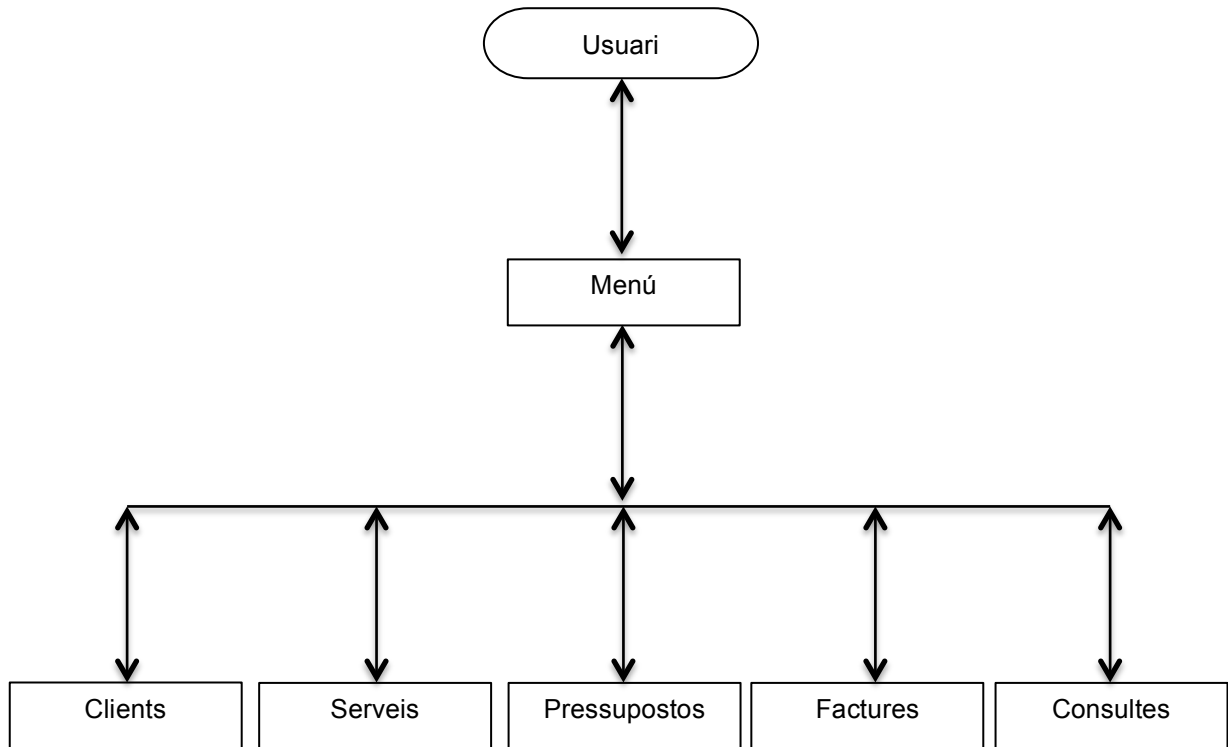 Usuari
Menú
Clients
Serveis
Pressupostos
Factures
Consultes